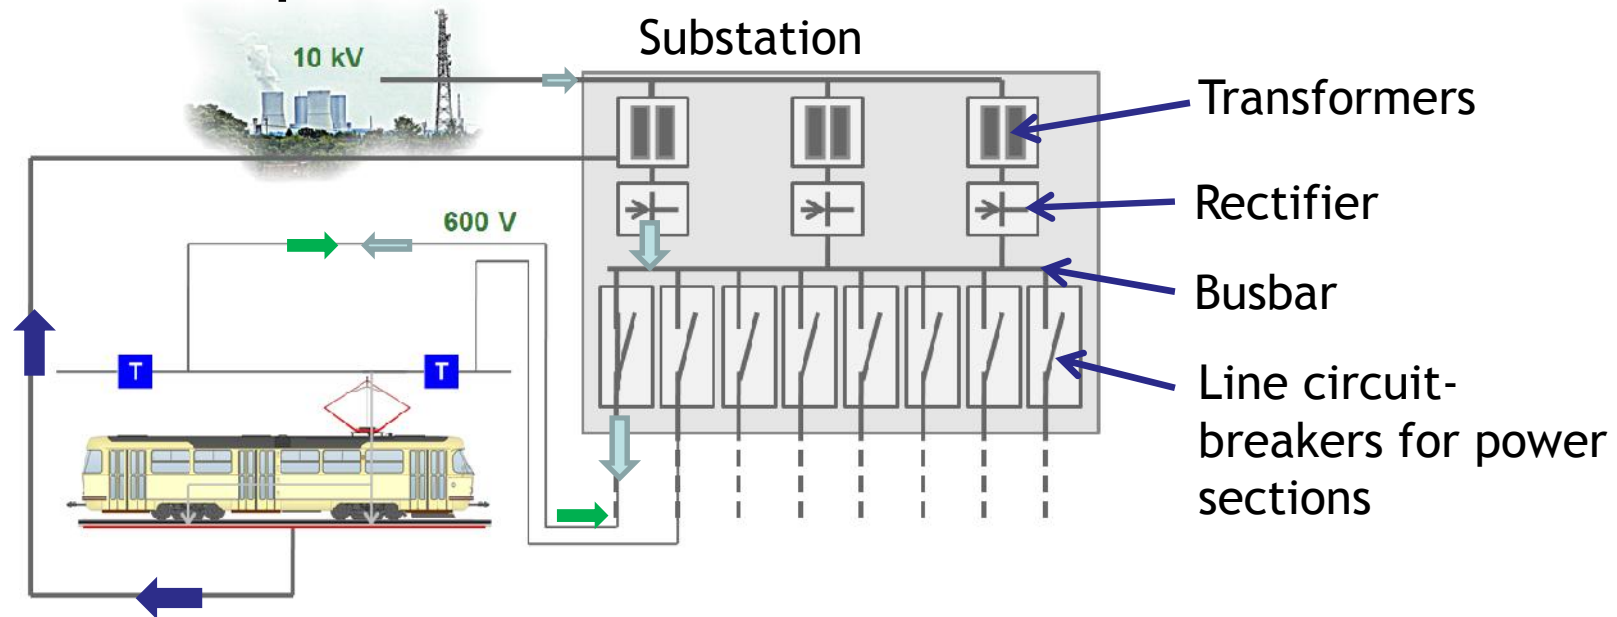 Substation
10 kV
Transformers
Rectifier
600 V
Busbar
T
T
Line circuit-
breakers for power
sections